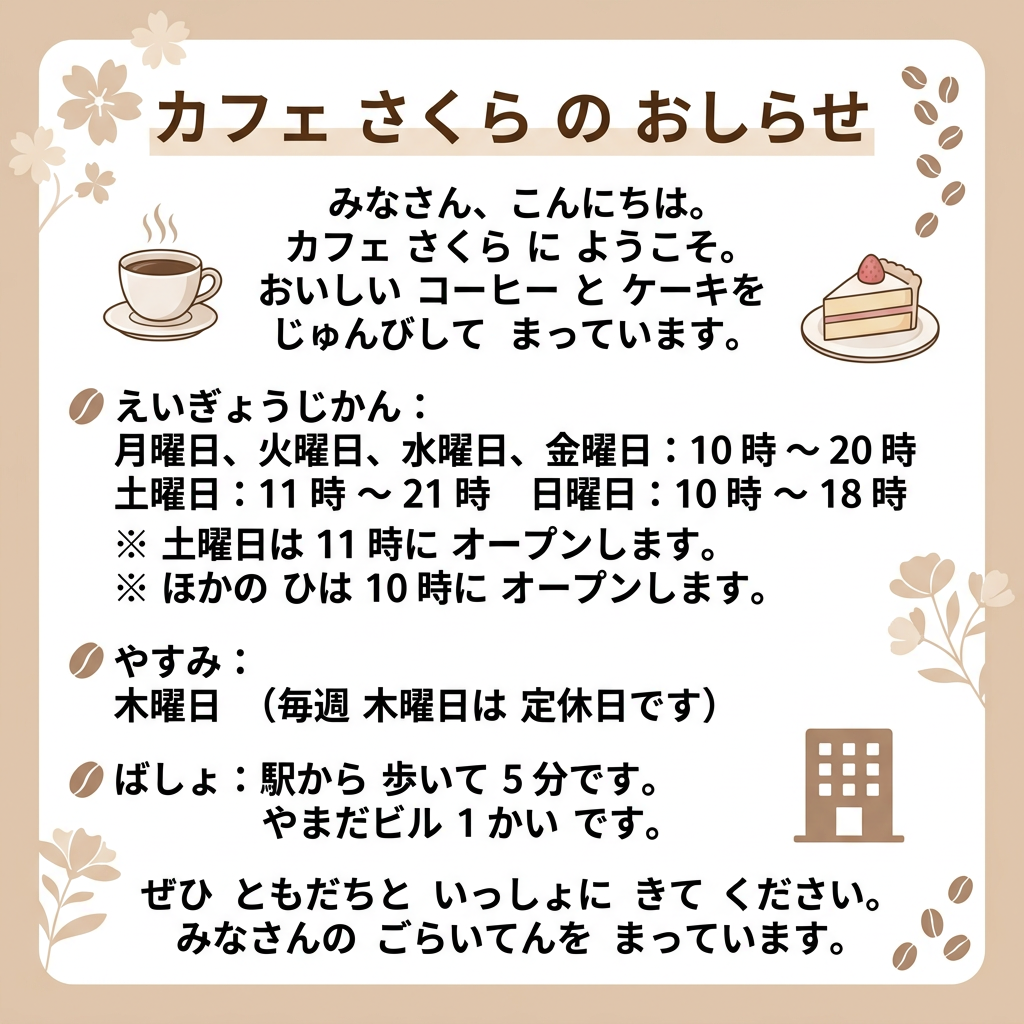 カフェ さくら の おしらせ
みなさん、こんにちは。
カフェ さくら に ようこそ。
おいしい コーヒー と ケーキを
じゅんびして まっています。
えいぎょうじかん：
月曜日、火曜日、水曜日、金曜日：10 時 ～ 20 時
土曜日：11 時 ～ 21 時　日曜日：10 時 ～ 18 時
※ 土曜日は 11 時に オープンします。
※ ほかの ひは 10 時に オープンします。
やすみ：
木曜日 （毎週 木曜日は 定休日です）
ばしょ：駅から 歩いて 5 分です。
やまだビル 1 かい です。
ぜひ ともだちと いっしょに きて ください。
みなさんの ごらいてんを まっています。